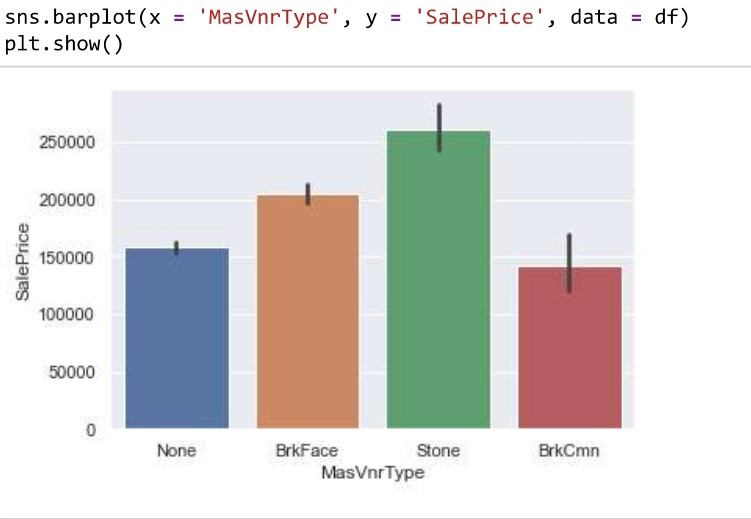 sns.barplot(x = 'MasVnrType', y = 'SalePrice', data = df)
plt.show()
250000
200000
150000
100000
50000
0
SalePrice
None BrkFace Stone BrkCmn
MasVnrType